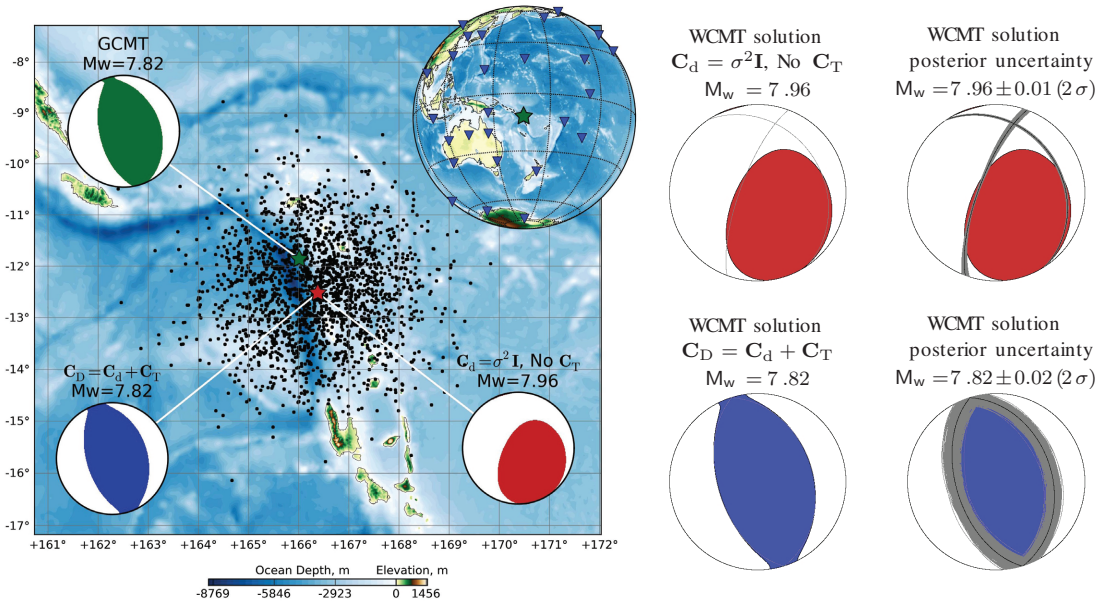 GCMT
Mw=7.82
-8°
-9°
-10°
-11°
-12°
-13°
-14°
-15°
-16°
-17°
C_D=C_d+C_T
Mw=7.82
C_d=σ²I, No C_T
Mw=7.96
+161° +162° +163° +164° +165° +166° +167° +168° +169° +170° +171° +172°
Ocean Depth, m Elevation, m
-8769 -5846 -2923 0 1456
WCMT solution
C_d = σ²I, No C_T
M_w = 7.96
WCMT solution
posterior uncertainty
M_w = 7.96 ± 0.01 (2σ)
WCMT solution
C_D = C_d + C_T
M_w = 7.82
WCMT solution
posterior uncertainty
M_w = 7.82 ± 0.02 (2σ)